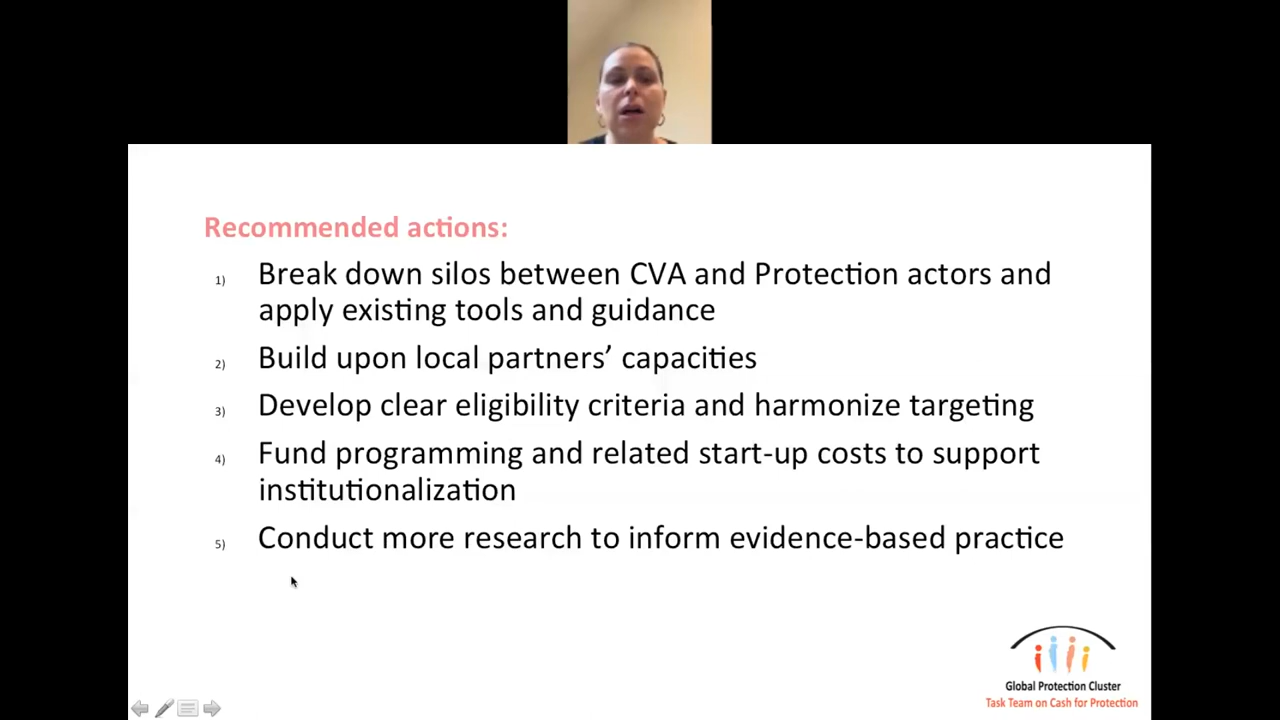 Recommended actions:
1) Break down silos between CVA and Protection actors and
apply existing tools and guidance
2) Build upon local partners’ capacities
3) Develop clear eligibility criteria and harmonize targeting
4) Fund programming and related start-up costs to support
institutionalization
5) Conduct more research to inform evidence-based practice
Global Protection Cluster
Task Team on Cash for Protection